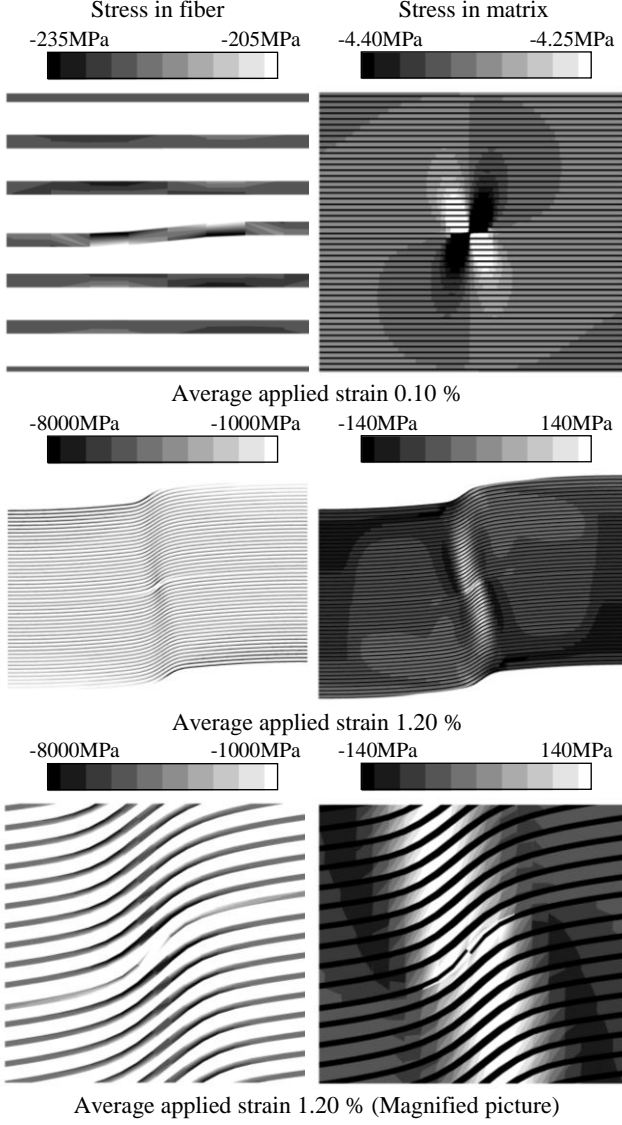 Stress in fiber Stress in matrix
-235MPa -205MPa -4.40MPa -4.25MPa
Average applied strain 0.10 %
-8000MPa -1000MPa -140MPa 140MPa
Average applied strain 1.20 %
-8000MPa -1000MPa -140MPa 140MPa
Average applied strain 1.20 % (Magnified picture)